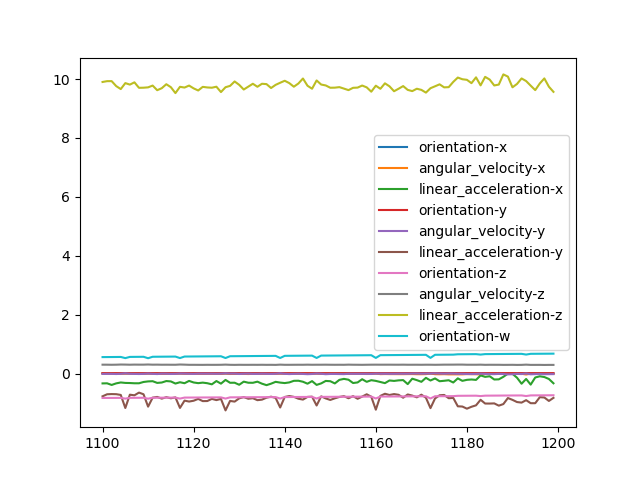 10
8
6
4
2
0
1100
1120
1140
1160
1180
1200
orientation-x
angular_velocity-x
linear_acceleration-x
orientation-y
angular_velocity-y
linear_acceleration-y
orientation-z
angular_velocity-z
linear_acceleration-z
orientation-w